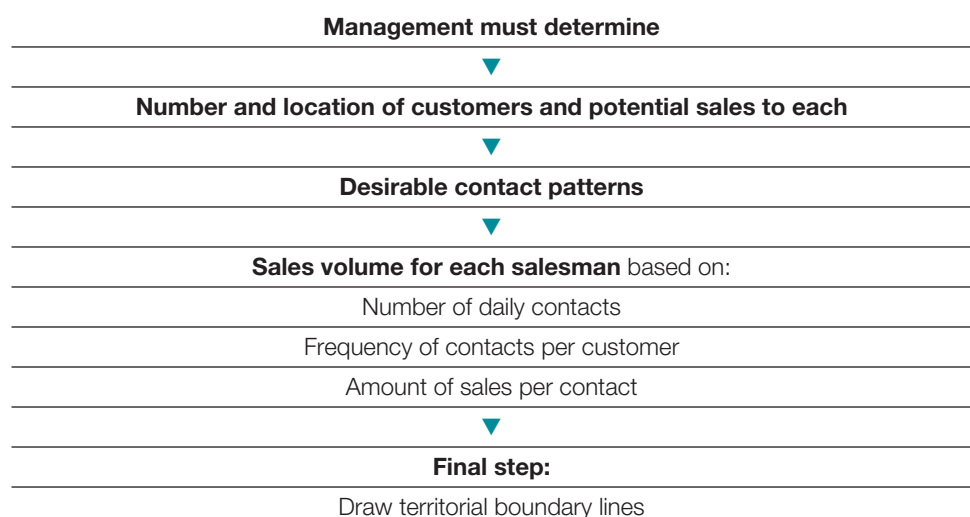 Management must determine
Number and location of customers and potential sales to each
Desirable contact patterns
Sales volume for each salesman based on:
Number of daily contacts
Frequency of contacts per customer
Amount of sales per contact
Final step:
Draw territorial boundary lines